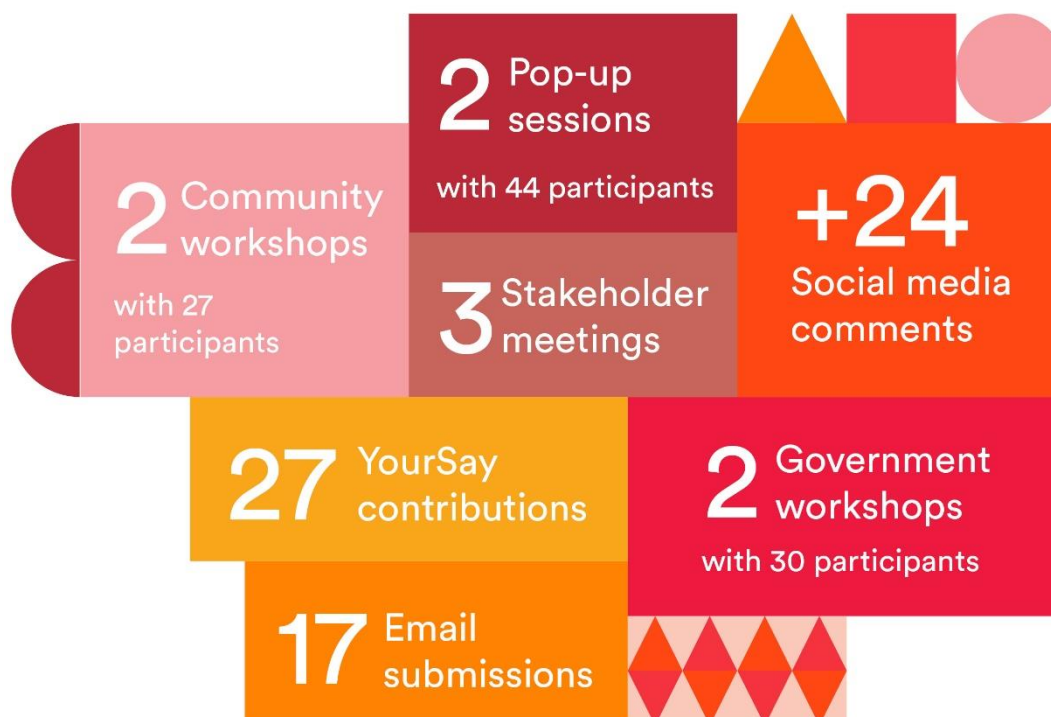 2 Pop-up
sessions
with 44 participants
2 Community
workshops
with 27
participants
3 Stakeholder
meetings
+24
Social media
comments
27 YourSay
contributions
2 Government
workshops
with 30 participants
17 Email
submissions